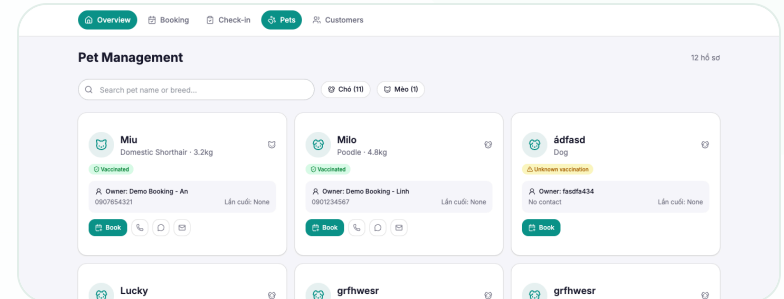 Overview Booking Check-in Pets Customers
Pet Management 12 hồ sơ
Search pet name or breed... Chó (11) Mèo (1)
Miu
Domestic Shorthair · 3.2kg
Vaccinated
Owner: Demo Booking - An
0907654321 Lần cuối: None
Book
Milo
Poodle · 4.8kg
Vaccinated
Owner: Demo Booking - Linh
0901234567 Lần cuối: None
Book
ádfasd
Dog
Unknown vaccination
Owner: fasdfa434
No contact Lần cuối: None
Book
Lucky
grfhwesr
grfhwesr